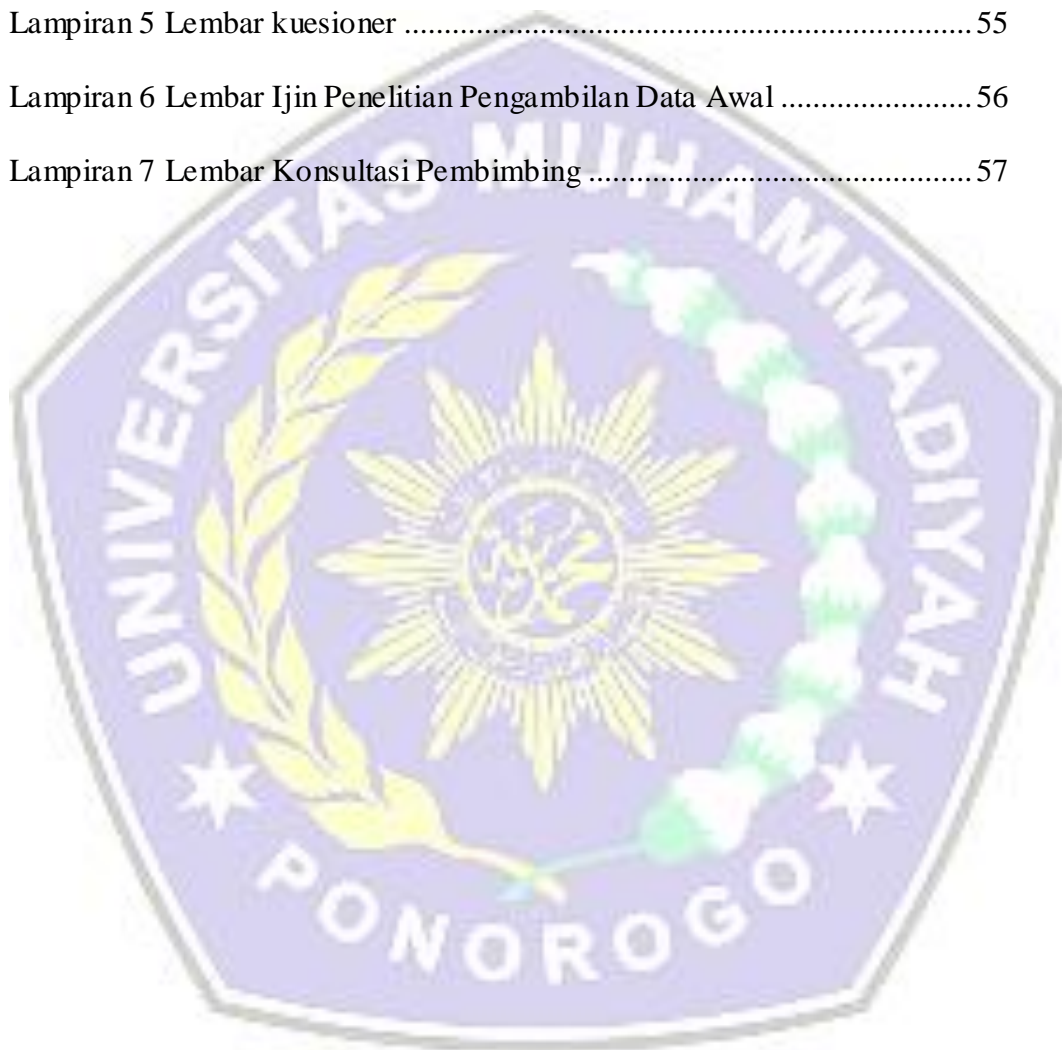 Lampiran 5 Lembar kuesioner ........................................................................ 55
Lampiran 6 Lembar Ijin Penelitian Pengambilan Data Awal ........................ 56
Lampiran 7 Lembar Konsultasi Pembimbing ................................................ 57
UNIVERSITAS MUHAMMADIYAH
PONOROGO